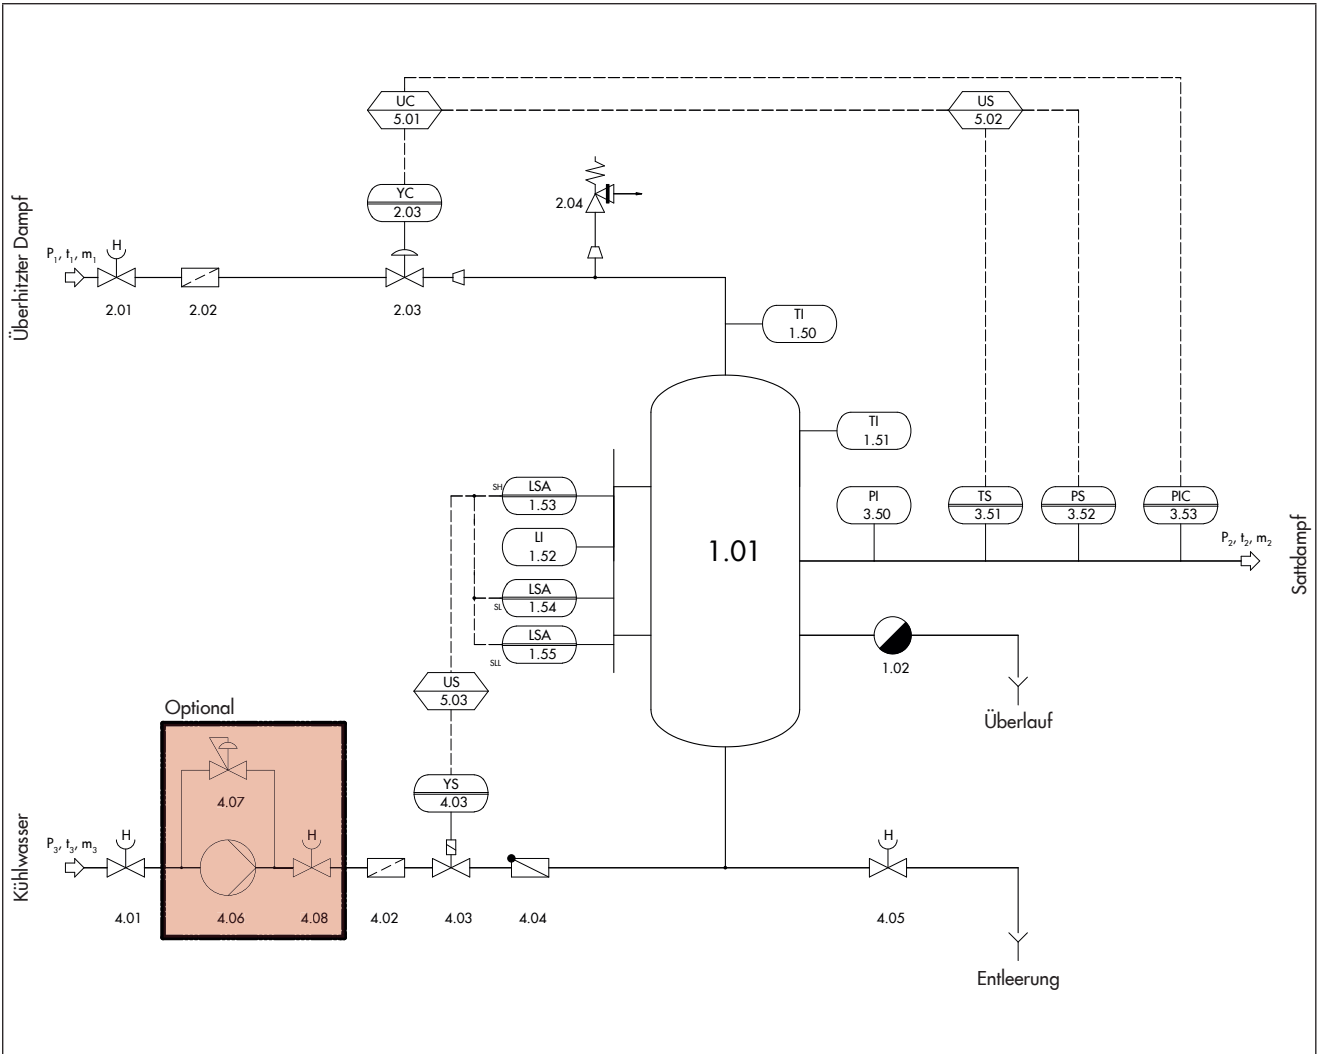 UC
5.01
US
5.02
YC
2.03
2.04
Überhitzter Dampf
P1, t1, m1
H
2.01
2.02
2.03
TI
1.50
TI
1.51
SH
LSA
1.53
LI
1.52
SL
LSA
1.54
SLL
LSA
1.55
1.01
PI
3.50
TS
3.51
PS
3.52
PIC
3.53
P2, t2, m2
Sattdampf
1.02
Überlauf
US
5.03
YS
4.03
Optional
4.07
Kühlwasser
P3, t3, m3
H
H
H
4.01
4.06
4.08
4.02
4.03
4.04
4.05
Entleerung